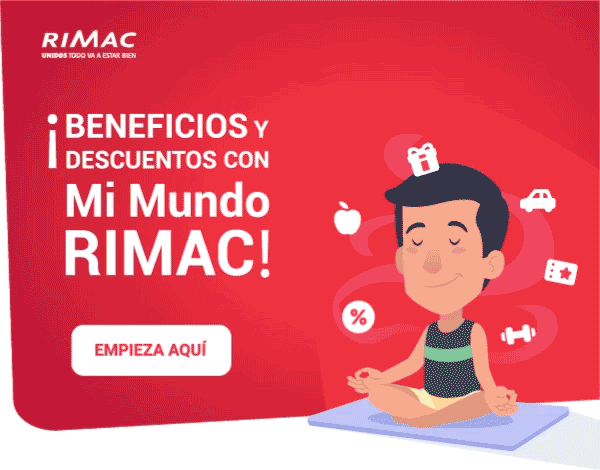 RIMAC
UNIDOS TODO VA A ESTAR BIEN
¡BENEFICIOS Y
DESCUENTOS CON
Mi Mundo
RIMAC!
EMPIEZA AQUÍ
%